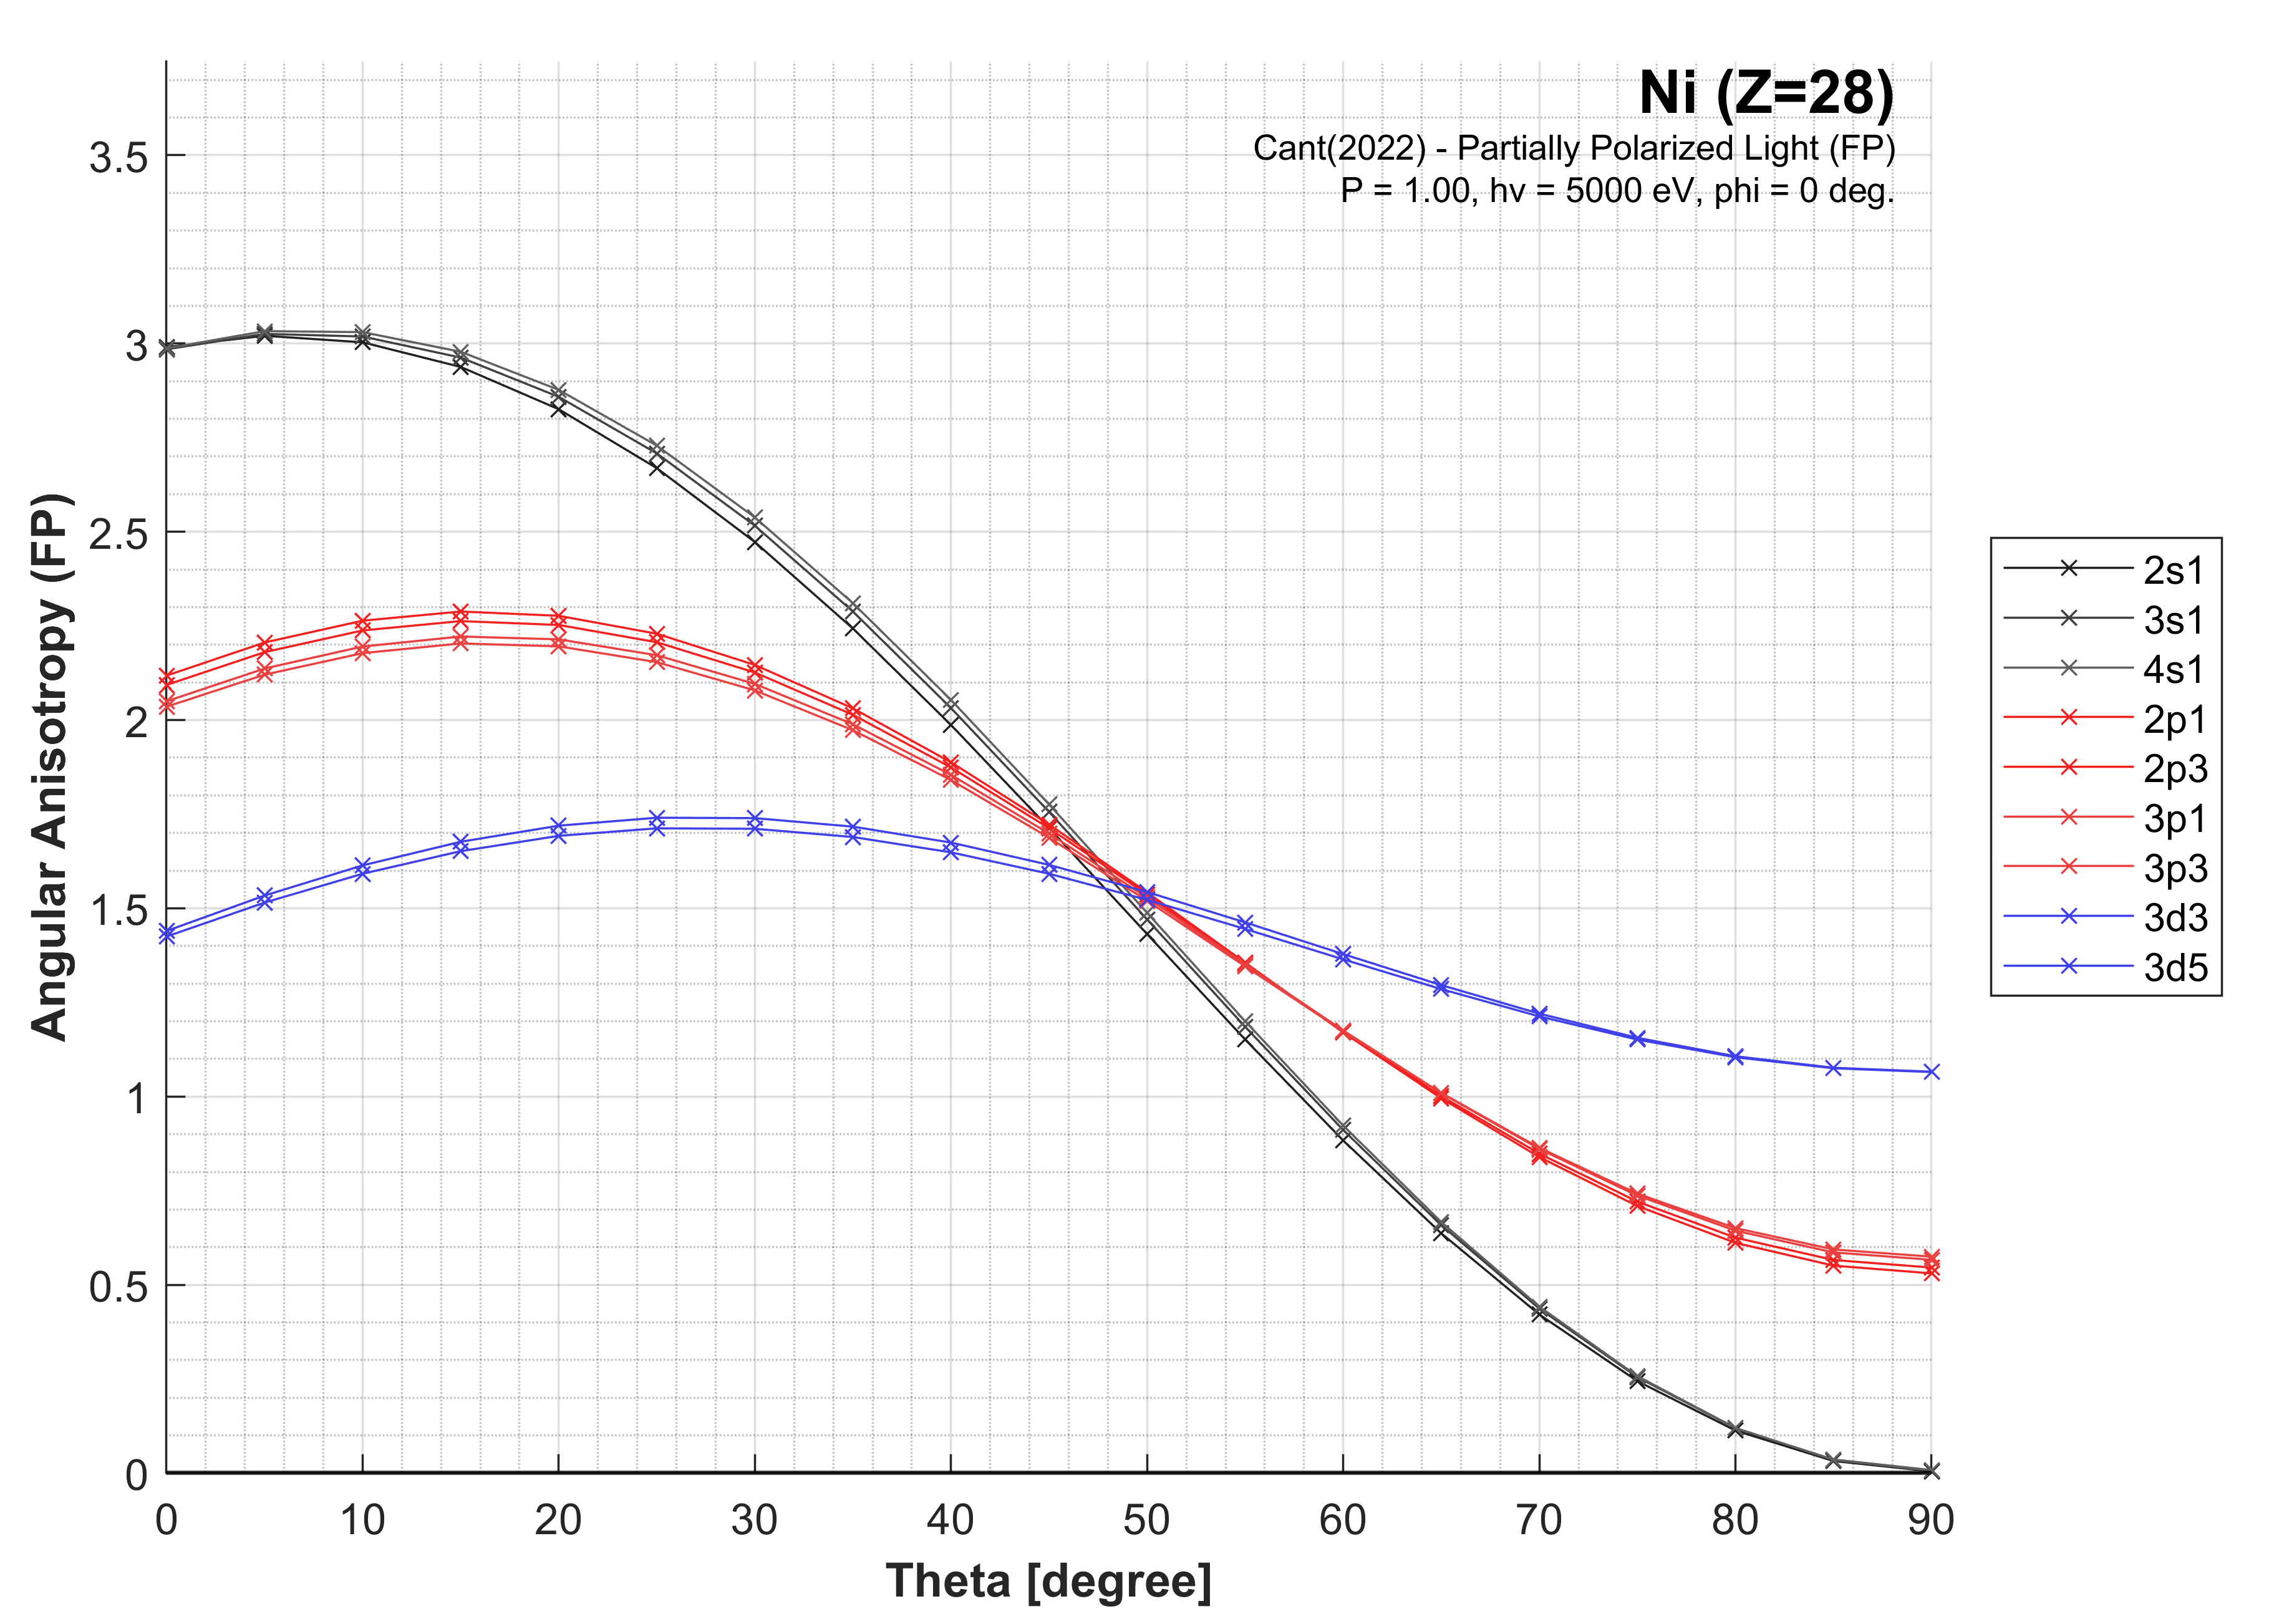 Ni (Z=28)
Cant(2022) - Partially Polarized Light (FP)
P = 1.00, hv = 5000 eV, phi = 0 deg.
Angular Anisotropy (FP)
3.5
3
2.5
2
1.5
1
0.5
0
0 10 20 30 40 50 60 70 80 90
Theta [degree]
2s1
3s1
4s1
2p1
2p3
3p1
3p3
3d3
3d5